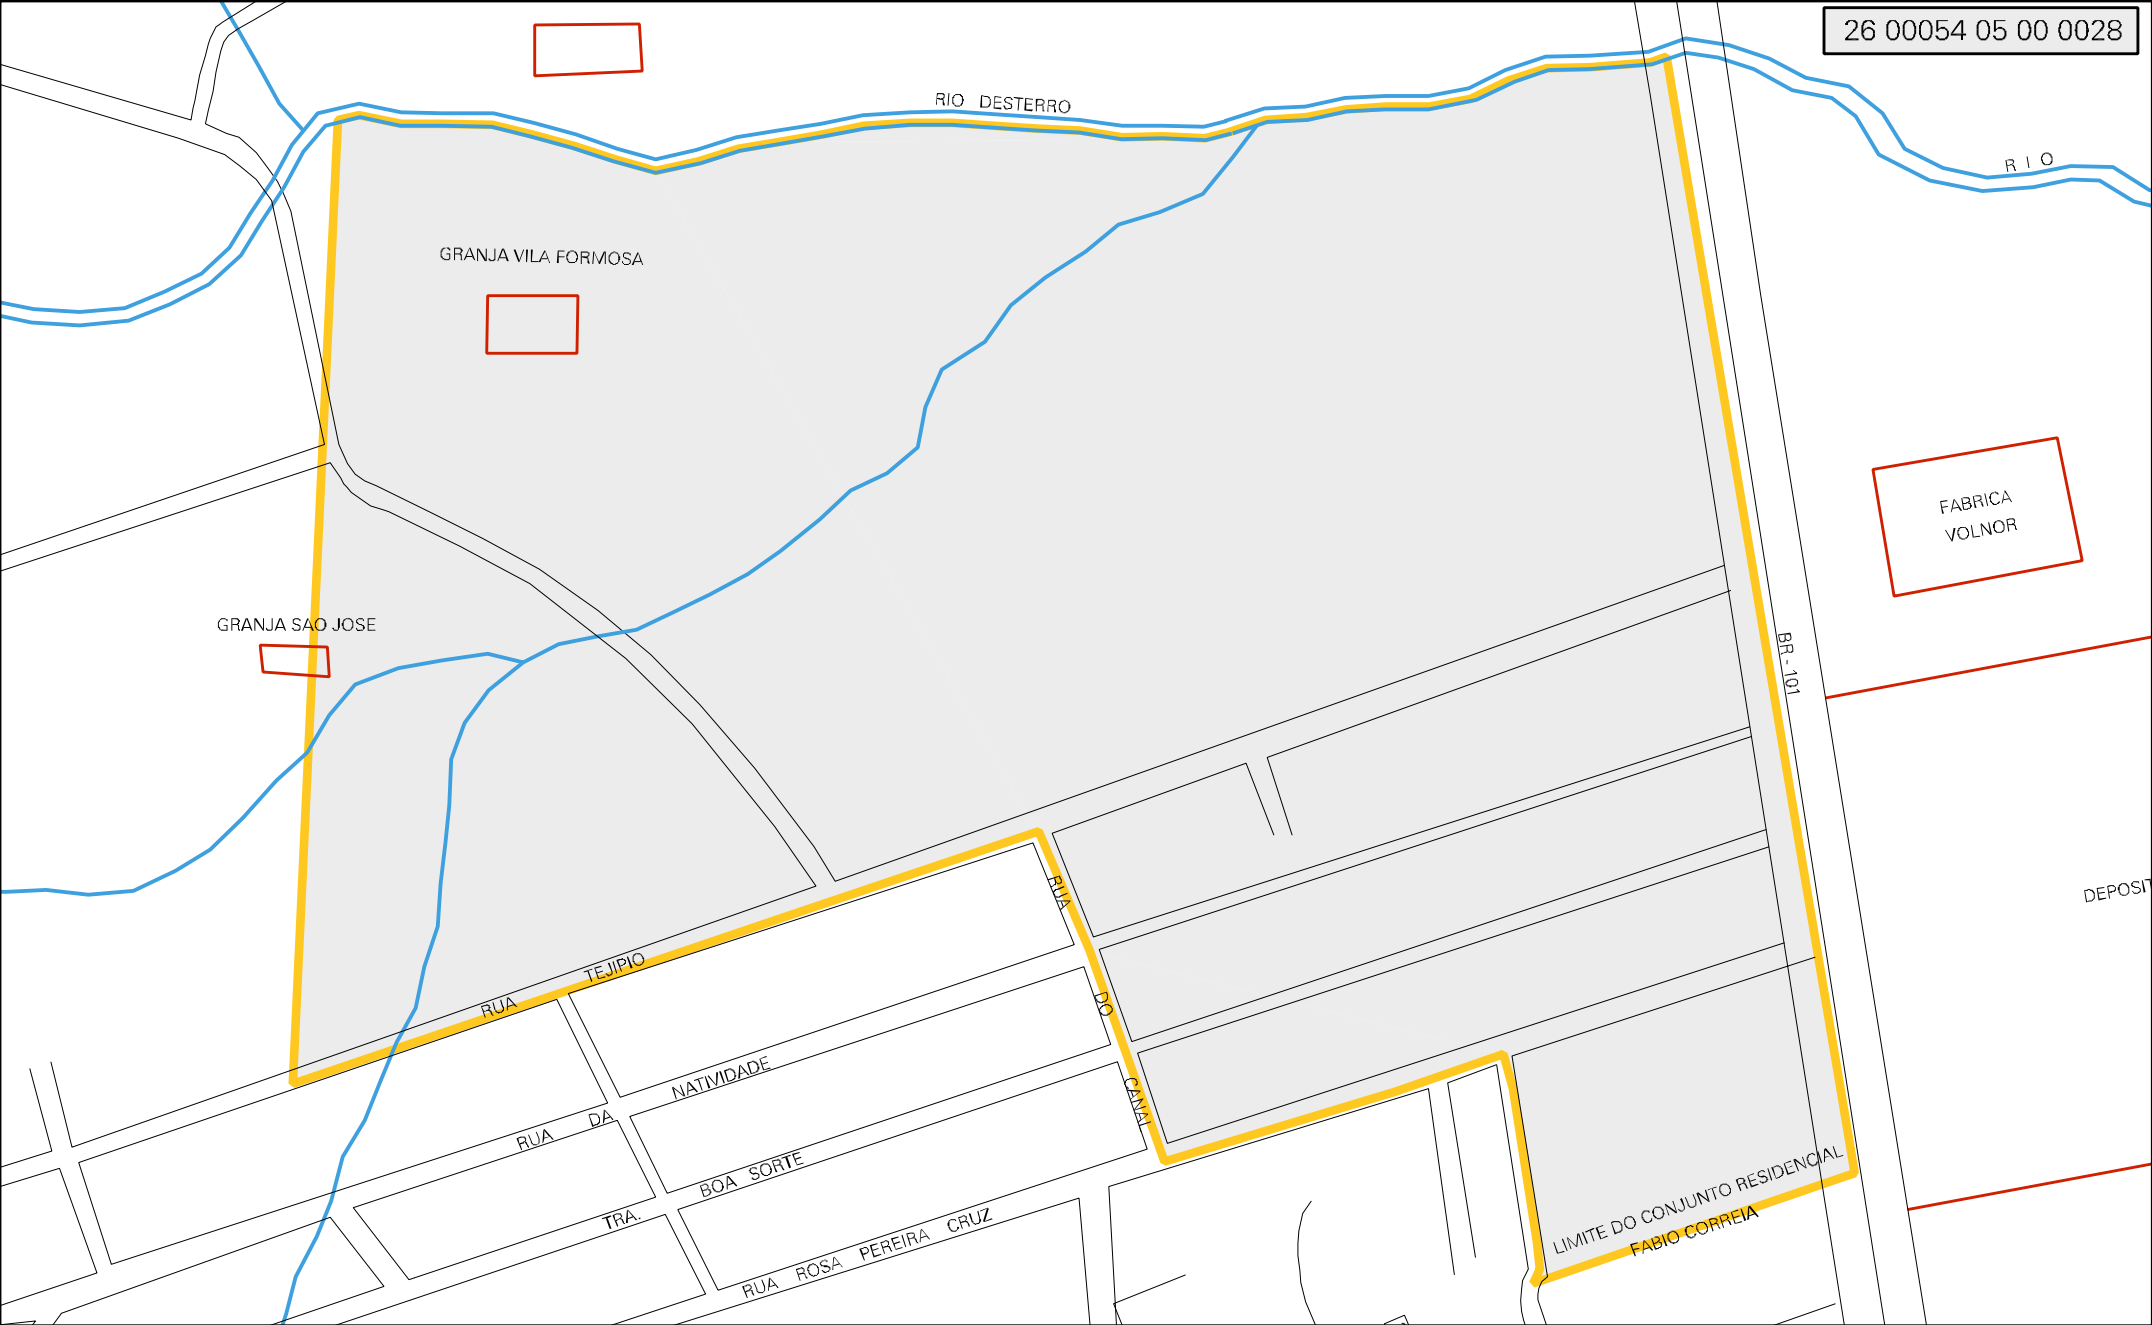 26 00054 05 00 0028
RIO DESTERRO
RIO
GRANJA VILA FORMOSA
FABRICA
VOLNOR
GRANJA SAO JOSE
BR - 101
DEPOSIT
RUA DO CANAL
RUA TEJIPIO
RUA DA NATIVIDADE
TRA. BOA SORTE
RUA ROSA PEREIRA CRUZ
LIMITE DO CONJUNTO RESIDENCIAL
FABIO CORREIA